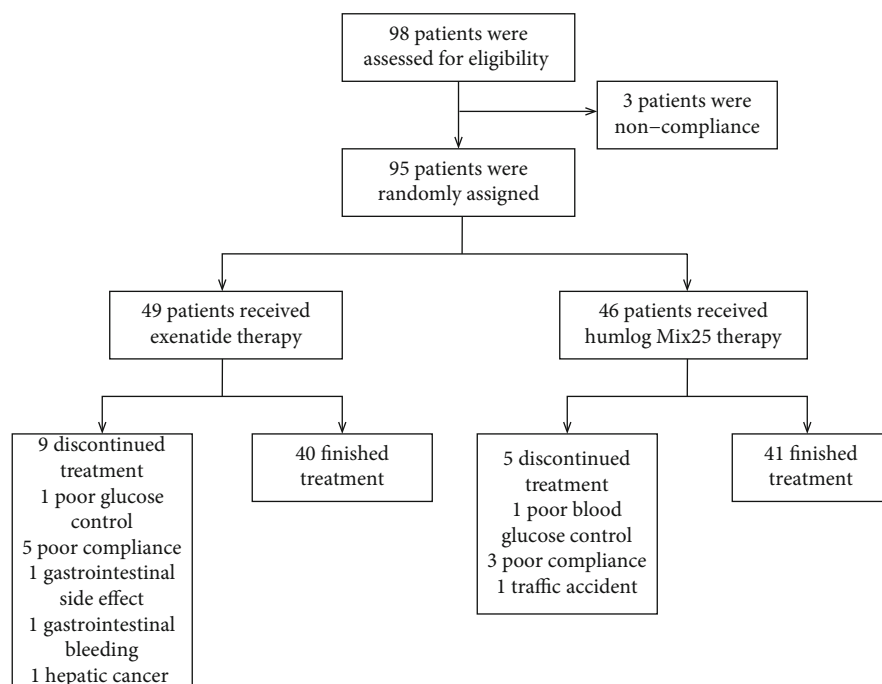 98 patients were
assessed for eligibility
3 patients were
non−compliance
95 patients were
randomly assigned
49 patients received
exenatide therapy
46 patients received
humlog Mix25 therapy
9 discontinued
treatment
1 poor glucose
control
5 poor compliance
1 gastrointestinal
side effect
1 gastrointestinal
bleeding
1 hepatic cancer
40 finished
treatment
5 discontinued
treatment
1 poor blood
glucose control
3 poor compliance
1 traffic accident
41 finished
treatment